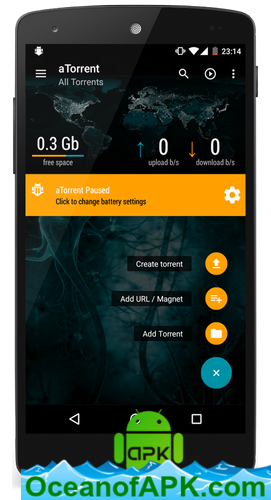 23:14
aTorrent
All Torrents
0.3 Gb
free space
0
upload b/s
0
download b/s
aTorrent Paused
Click to change battery settings
Create torrent
Add URL / Magnet
Add Torrent
APK
OceanofAPK.com